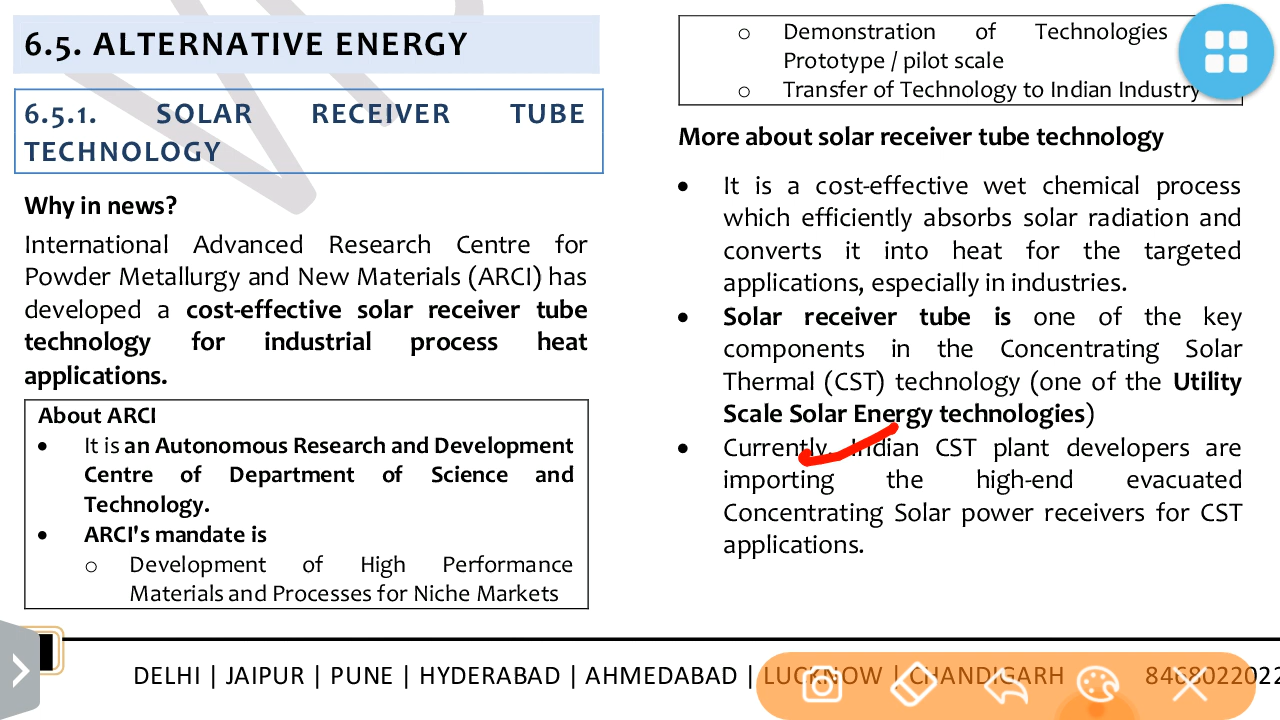 6.5. ALTERNATIVE ENERGY
6.5.1. SOLAR RECEIVER TUBE
TECHNOLOGY
Why in news?
International Advanced Research Centre for
Powder Metallurgy and New Materials (ARCI) has
developed a cost-effective solar receiver tube
technology for industrial process heat
applications.
About ARCI
• It is an Autonomous Research and Development
Centre of Department of Science and
Technology.
• ARCI's mandate is
o Development of High Performance
Materials and Processes for Niche Markets
o Demonstration of Technologies
Prototype / pilot scale
o Transfer of Technology to Indian Industry
More about solar receiver tube technology
• It is a cost-effective wet chemical process
which efficiently absorbs solar radiation and
converts it into heat for the targeted
applications, especially in industries.
• Solar receiver tube is one of the key
components in the Concentrating Solar
Thermal (CST) technology (one of the Utility
Scale Solar Energy technologies)
• Currently, Indian CST plant developers are
importing the high-end evacuated
Concentrating Solar power receivers for CST
applications.
DELHI | JAIPUR | PUNE | HYDERABAD | AHMEDABAD | LUCKNOW | CHANDIGARH 8468022022